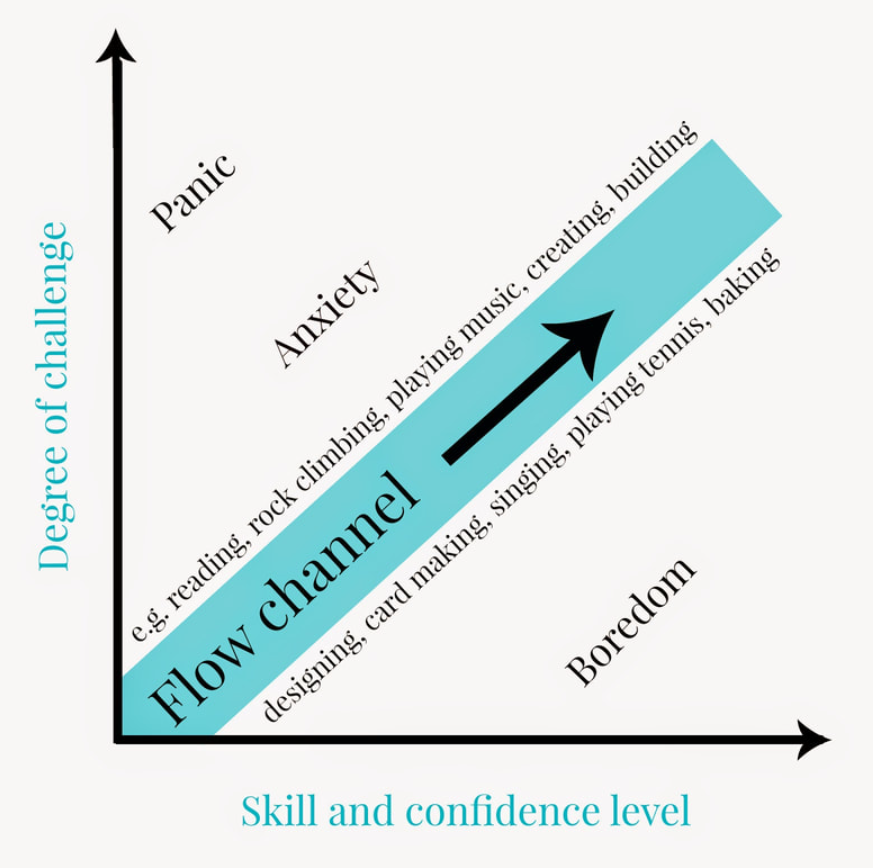 Panic
Anxiety
e.g. reading, rock climbing, playing music, creating, building
Flow channel
designing, card making, singing, playing tennis, baking
Boredom
Degree of challenge
Skill and confidence level